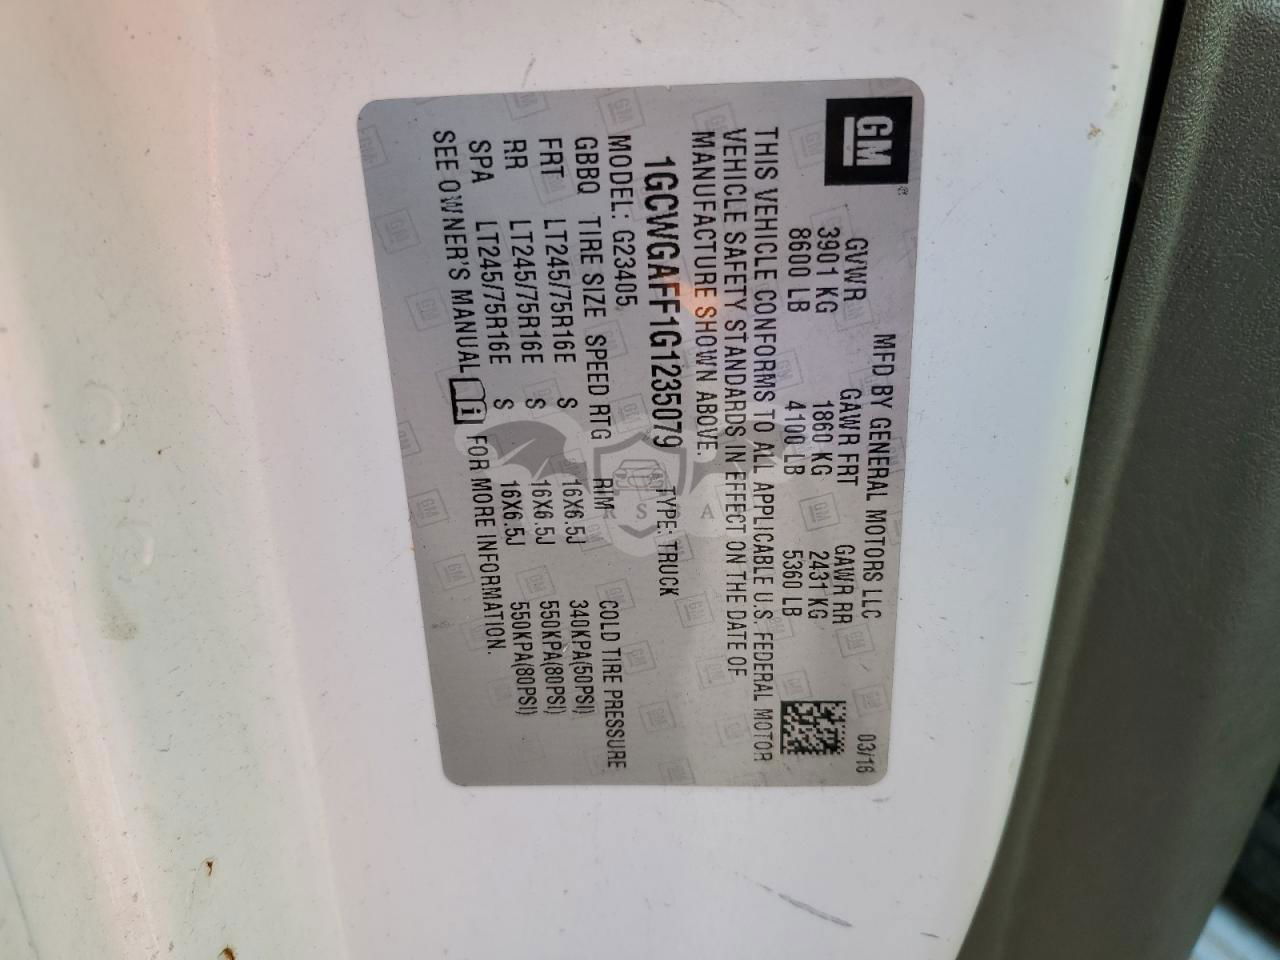 GM
MFD BY GENERAL MOTORS LLC 03/16
GVWR GAWR FRT GAWR RR
3901 KG 1860 KG 2431 KG
8600 LB 4100 LB 5360 LB
THIS VEHICLE CONFORMS TO ALL APPLICABLE U.S. FEDERAL MOTOR
VEHICLE SAFETY STANDARDS IN EFFECT ON THE DATE OF
MANUFACTURE SHOWN ABOVE.
1GCWGAFF1G1235079 TYPE: TRUCK
MODEL: G23405
GBBQ TIRE SIZE SPEED RTG RIM COLD TIRE PRESSURE
FRT LT245/75R16E S 16X6.5J 340KPA(50PSI)
RR LT245/75R16E S 16X6.5J 550KPA(80PSI)
SPA LT245/75R16E S 16X6.5J 550KPA(80PSI)
SEE OWNER'S MANUAL i FOR MORE INFORMATION.